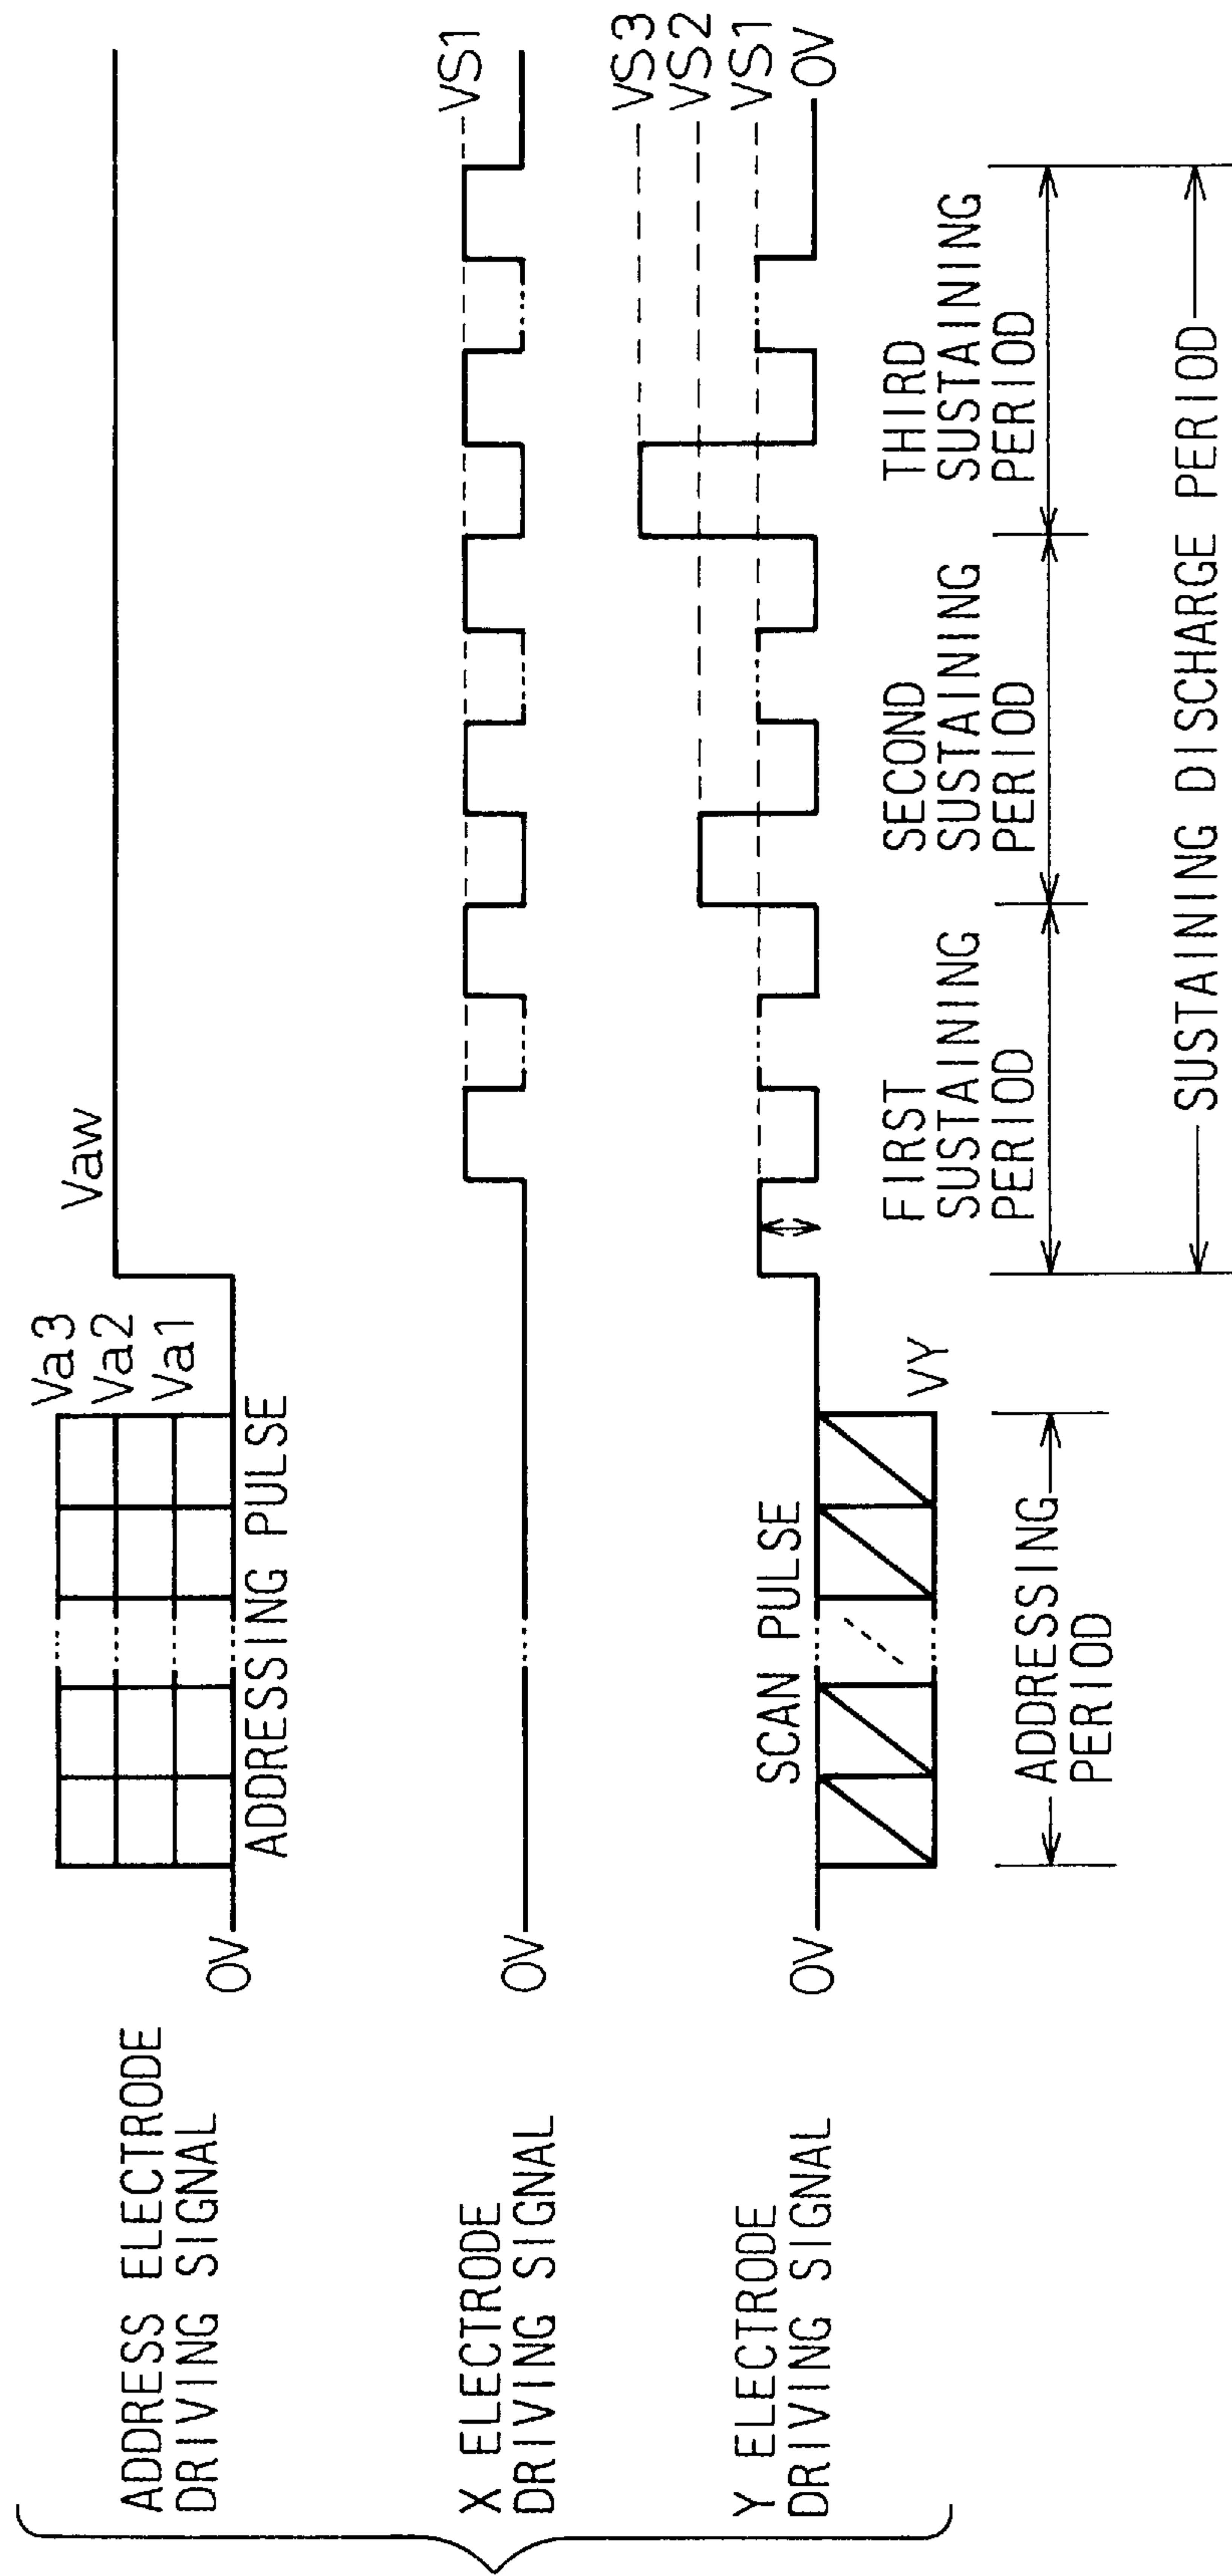 ADDRESS ELECTRODE
DRIVING SIGNAL
0V
Va3
Va2
Va1
ADDRESSING PULSE
Vaw
X ELECTRODE
DRIVING SIGNAL
0V
VS1
Y ELECTRODE
DRIVING SIGNAL
0V
SCAN PULSE
VY
VS3
VS2
VS1
0V
ADDRESSING
PERIOD
FIRST
SUSTAINING
PERIOD
SECOND
SUSTAINING
PERIOD
THIRD
SUSTAINING
PERIOD
SUSTAINING DISCHARGE PERIOD